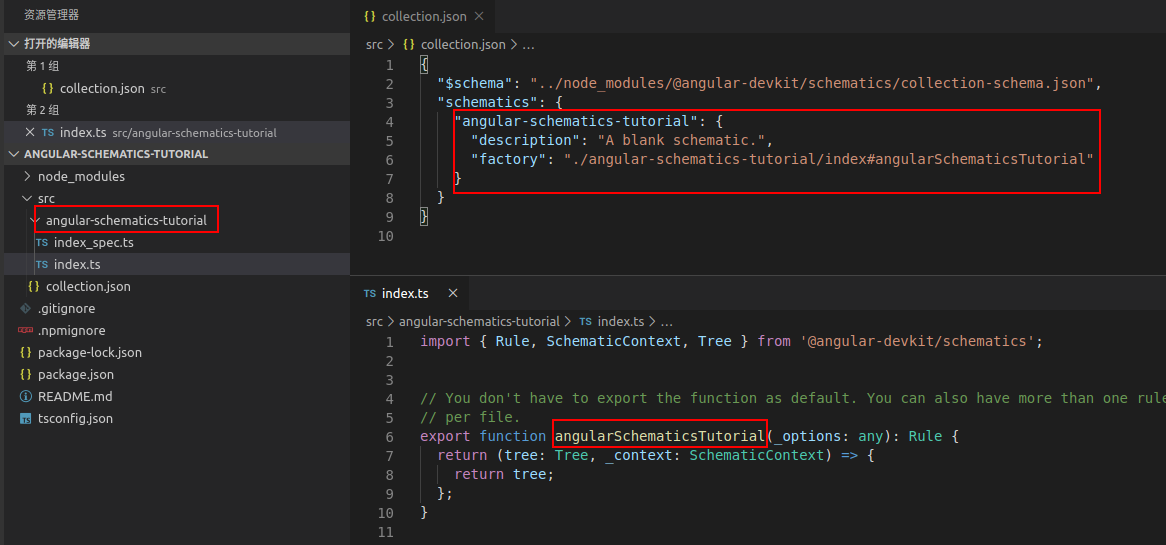 资源管理器
打开的编辑器
第 1 组
{} collection.json src
第 2 组
× TS index.ts src/angular-schematics-tutorial
ANGULAR-SCHEMATICS-TUTORIAL
node_modules
src
angular-schematics-tutorial
TS index_spec.ts
TS index.ts
{} collection.json
.gitignore
npm .npmignore
{} package-lock.json
{} package.json
README.md
TS tsconfig.json
{} collection.json ×
src > {} collection.json > ...
1 {
2 "$schema": "../node_modules/@angular-devkit/schematics/collection-schema.json",
3 "schematics": {
4 "angular-schematics-tutorial": {
5 "description": "A blank schematic.",
6 "factory": "./angular-schematics-tutorial/index#angularSchematicsTutorial"
7 }
8 }
9 }
10
TS index.ts ×
src > angular-schematics-tutorial > TS index.ts > ...
1 import { Rule, SchematicContext, Tree } from '@angular-devkit/schematics';
2
3
4 // You don't have to export the function as default. You can also have more than one rule
5 // per file.
6 export function angularSchematicsTutorial(_options: any): Rule {
7 return (tree: Tree, _context: SchematicContext) => {
8 return tree;
9 };
10 }
11